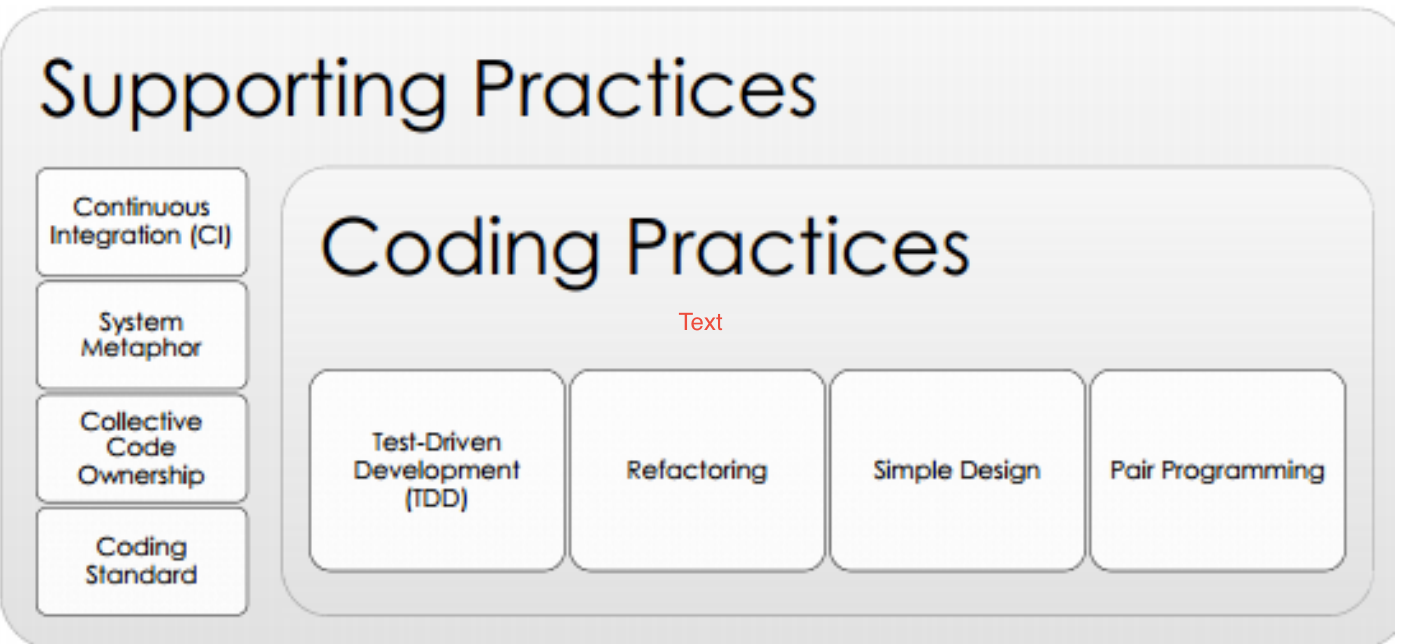 Supporting Practices
Continuous
Integration (CI)
System
Metaphor
Collective
Code
Ownership
Coding
Standard
Coding Practices
Text
Test-Driven
Development
(TDD)
Refactoring
Simple Design
Pair Programming